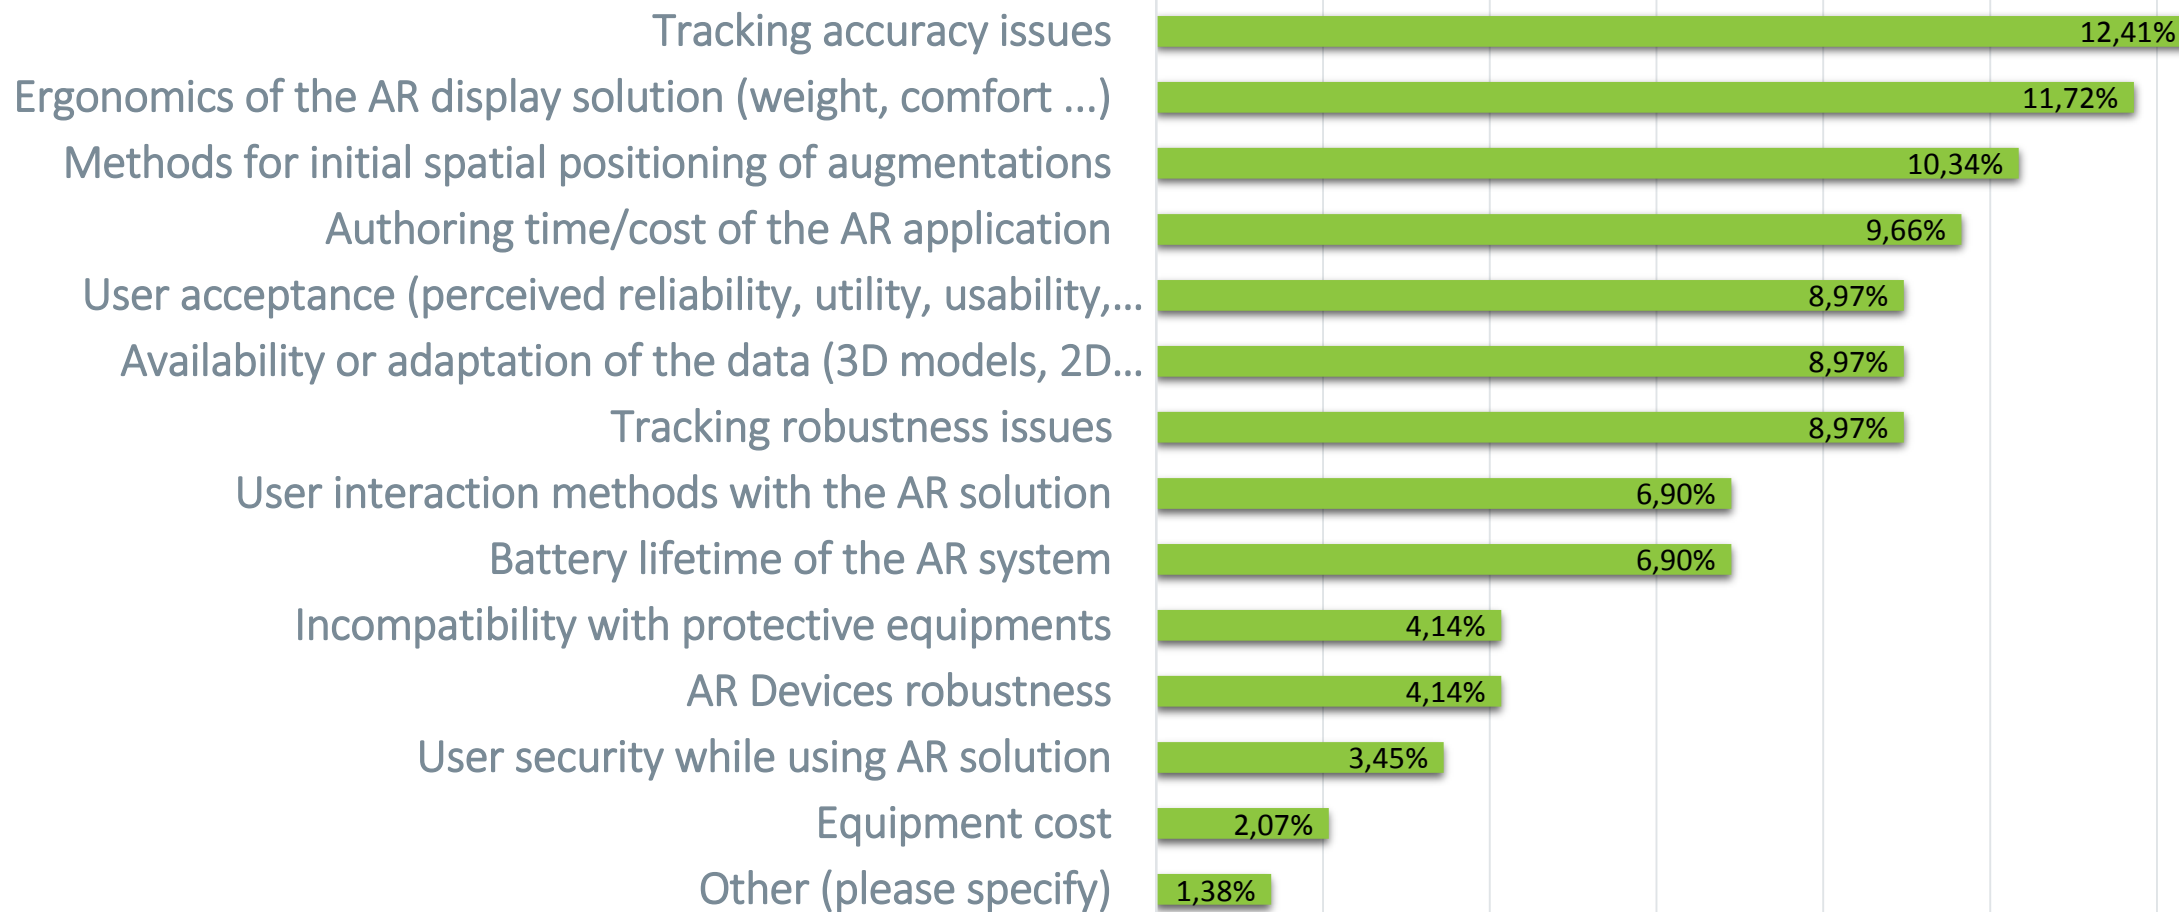 Tracking accuracy issues 12,41%
Ergonomics of the AR display solution (weight, comfort ...) 11,72%
Methods for initial spatial positioning of augmentations 10,34%
Authoring time/cost of the AR application 9,66%
User acceptance (perceived reliability, utility, usability,... 8,97%
Availability or adaptation of the data (3D models, 2D... 8,97%
Tracking robustness issues 8,97%
User interaction methods with the AR solution 6,90%
Battery lifetime of the AR system 6,90%
Incompatibility with protective equipments 4,14%
AR Devices robustness 4,14%
User security while using AR solution 3,45%
Equipment cost 2,07%
Other (please specify) 1,38%